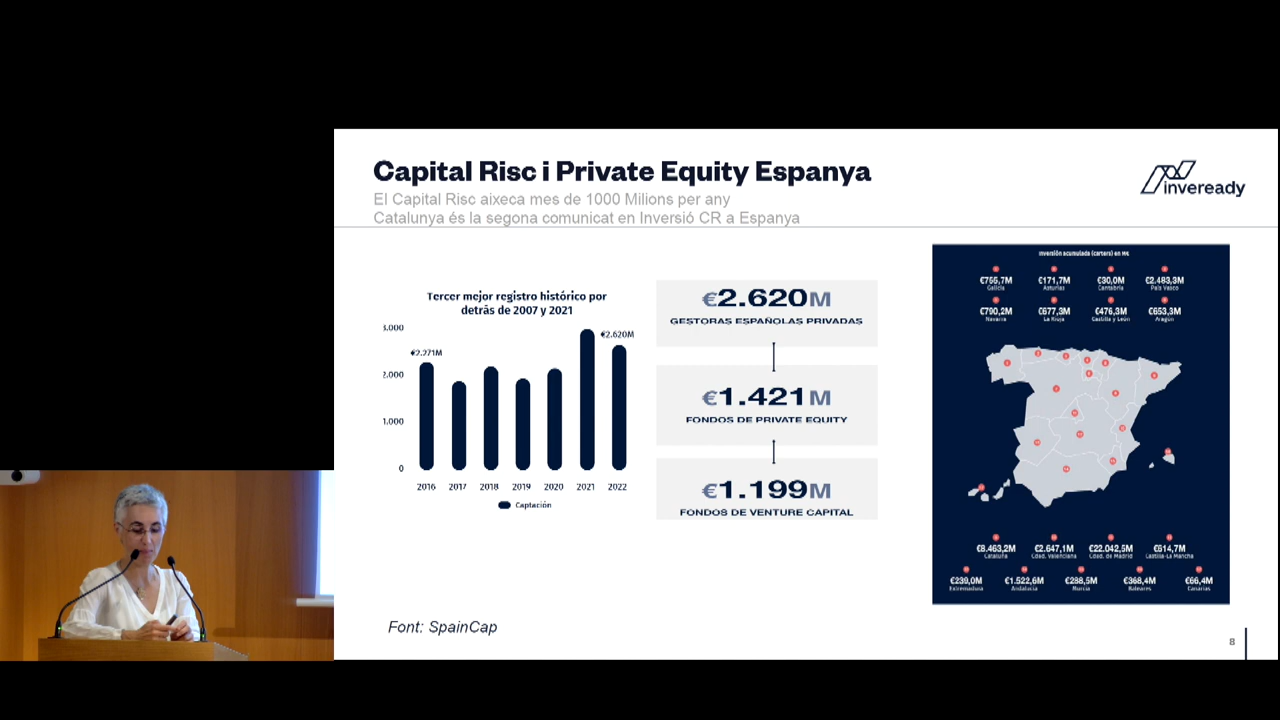 Capital Risc i Private Equity Espanya
El Capital Risc aixeca mes de 1000 Milions per any
Catalunya és la segona comunicat en Inversió CR a Espanya
inveready
Tercer mejor registro histórico por
detrás de 2007 y 2021
3.000
€2.271M
€2.620M
2.000
1.000
0
2016 2017 2018 2019 2020 2021 2022
Captación
€2.620M
GESTORAS ESPAÑOLAS PRIVADAS
€1.421M
FONDOS DE PRIVATE EQUITY
€1.199M
FONDOS DE VENTURE CAPITAL
Inversión acumulada (cartera) en M€
€755,7M €171,7M €30,0M €2.483,3M
Galicia Asturias Cantabria País Vasco
€790,2M €677,3M €476,3M €653,3M
Navarra La Rioja Castilla y León Aragón
€8.463,2M €2.647,1M €22.042,5M €614,7M
Cataluña Cdad. Valenciana Cdad. de Madrid Castilla-La Mancha
€239,0M €1.522,6M €288,5M €368,4M €66,4M
Extremadura Andalucía Murcia Baleares Canarias
Font: SpainCap
8